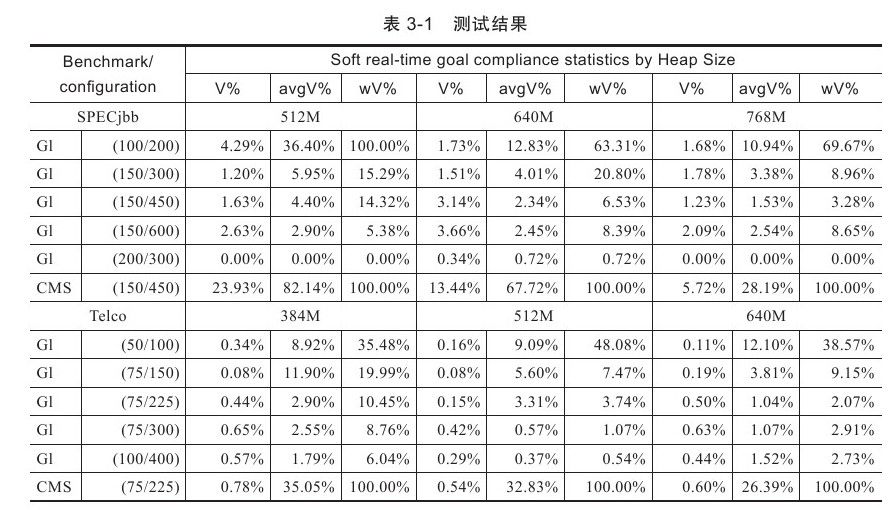 表 3-1 测试结果
Benchmark/ Soft real-time goal compliance statistics by Heap Size
configuration V% avgV% wV% V% avgV% wV% V% avgV% wV%
SPECjbb 512M 640M 768M
Gl (100/200) 4.29% 36.40% 100.00% 1.73% 12.83% 63.31% 1.68% 10.94% 69.67%
Gl (150/300) 1.20% 5.95% 15.29% 1.51% 4.01% 20.80% 1.78% 3.38% 8.96%
Gl (150/450) 1.63% 4.40% 14.32% 3.14% 2.34% 6.53% 1.23% 1.53% 3.28%
Gl (150/600) 2.63% 2.90% 5.38% 3.66% 2.45% 8.39% 2.09% 2.54% 8.65%
Gl (200/300) 0.00% 0.00% 0.00% 0.34% 0.72% 0.72% 0.00% 0.00% 0.00%
CMS (150/450) 23.93% 82.14% 100.00% 13.44% 67.72% 100.00% 5.72% 28.19% 100.00%
Telco 384M 512M 640M
Gl (50/100) 0.34% 8.92% 35.48% 0.16% 9.09% 48.08% 0.11% 12.10% 38.57%
Gl (75/150) 0.08% 11.90% 19.99% 0.08% 5.60% 7.47% 0.19% 3.81% 9.15%
Gl (75/225) 0.44% 2.90% 10.45% 0.15% 3.31% 3.74% 0.50% 1.04% 2.07%
Gl (75/300) 0.65% 2.55% 8.76% 0.42% 0.57% 1.07% 0.63% 1.07% 2.91%
Gl (100/400) 0.57% 1.79% 6.04% 0.29% 0.37% 0.54% 0.44% 1.52% 2.73%
CMS (75/225) 0.78% 35.05% 100.00% 0.54% 32.83% 100.00% 0.60% 26.39% 100.00%